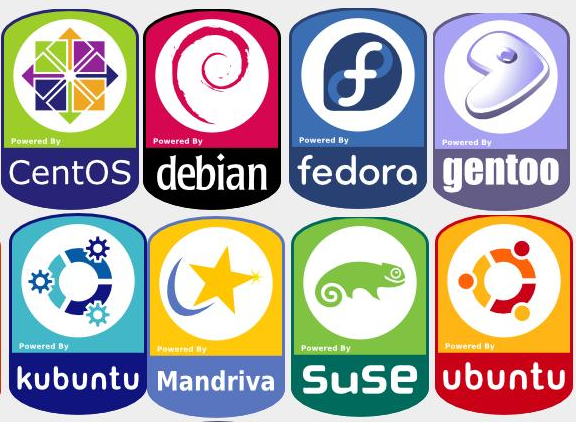 Powered By
CentOS
Powered By
debian
Powered By
fedora
Powered By
gentoo
Powered By
kubuntu
Powered By
Mandriva
Powered By
SuSE
Powered By
ubuntu